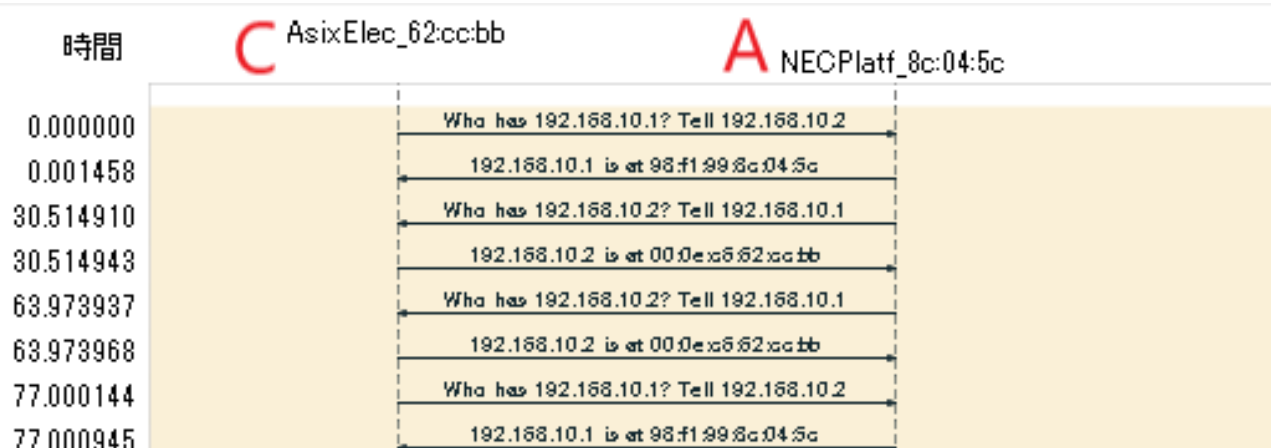 時間
C AsixElec_62:cc:bb
A NECPlatf_8c:04:5c
0.000000 Who has 192.168.10.1? Tell 192.168.10.2
0.001458 192.168.10.1 is at 98:f1:99:8c:04:5c
30.514910 Who has 192.168.10.2? Tell 192.168.10.1
30.514943 192.168.10.2 is at 00:0e:c6:62:cc:bb
63.973937 Who has 192.168.10.2? Tell 192.168.10.1
63.973968 192.168.10.2 is at 00:0e:c6:62:cc:bb
77.000144 Who has 192.168.10.1? Tell 192.168.10.2
77.000945 192.168.10.1 is at 98:f1:99:8c:04:5c